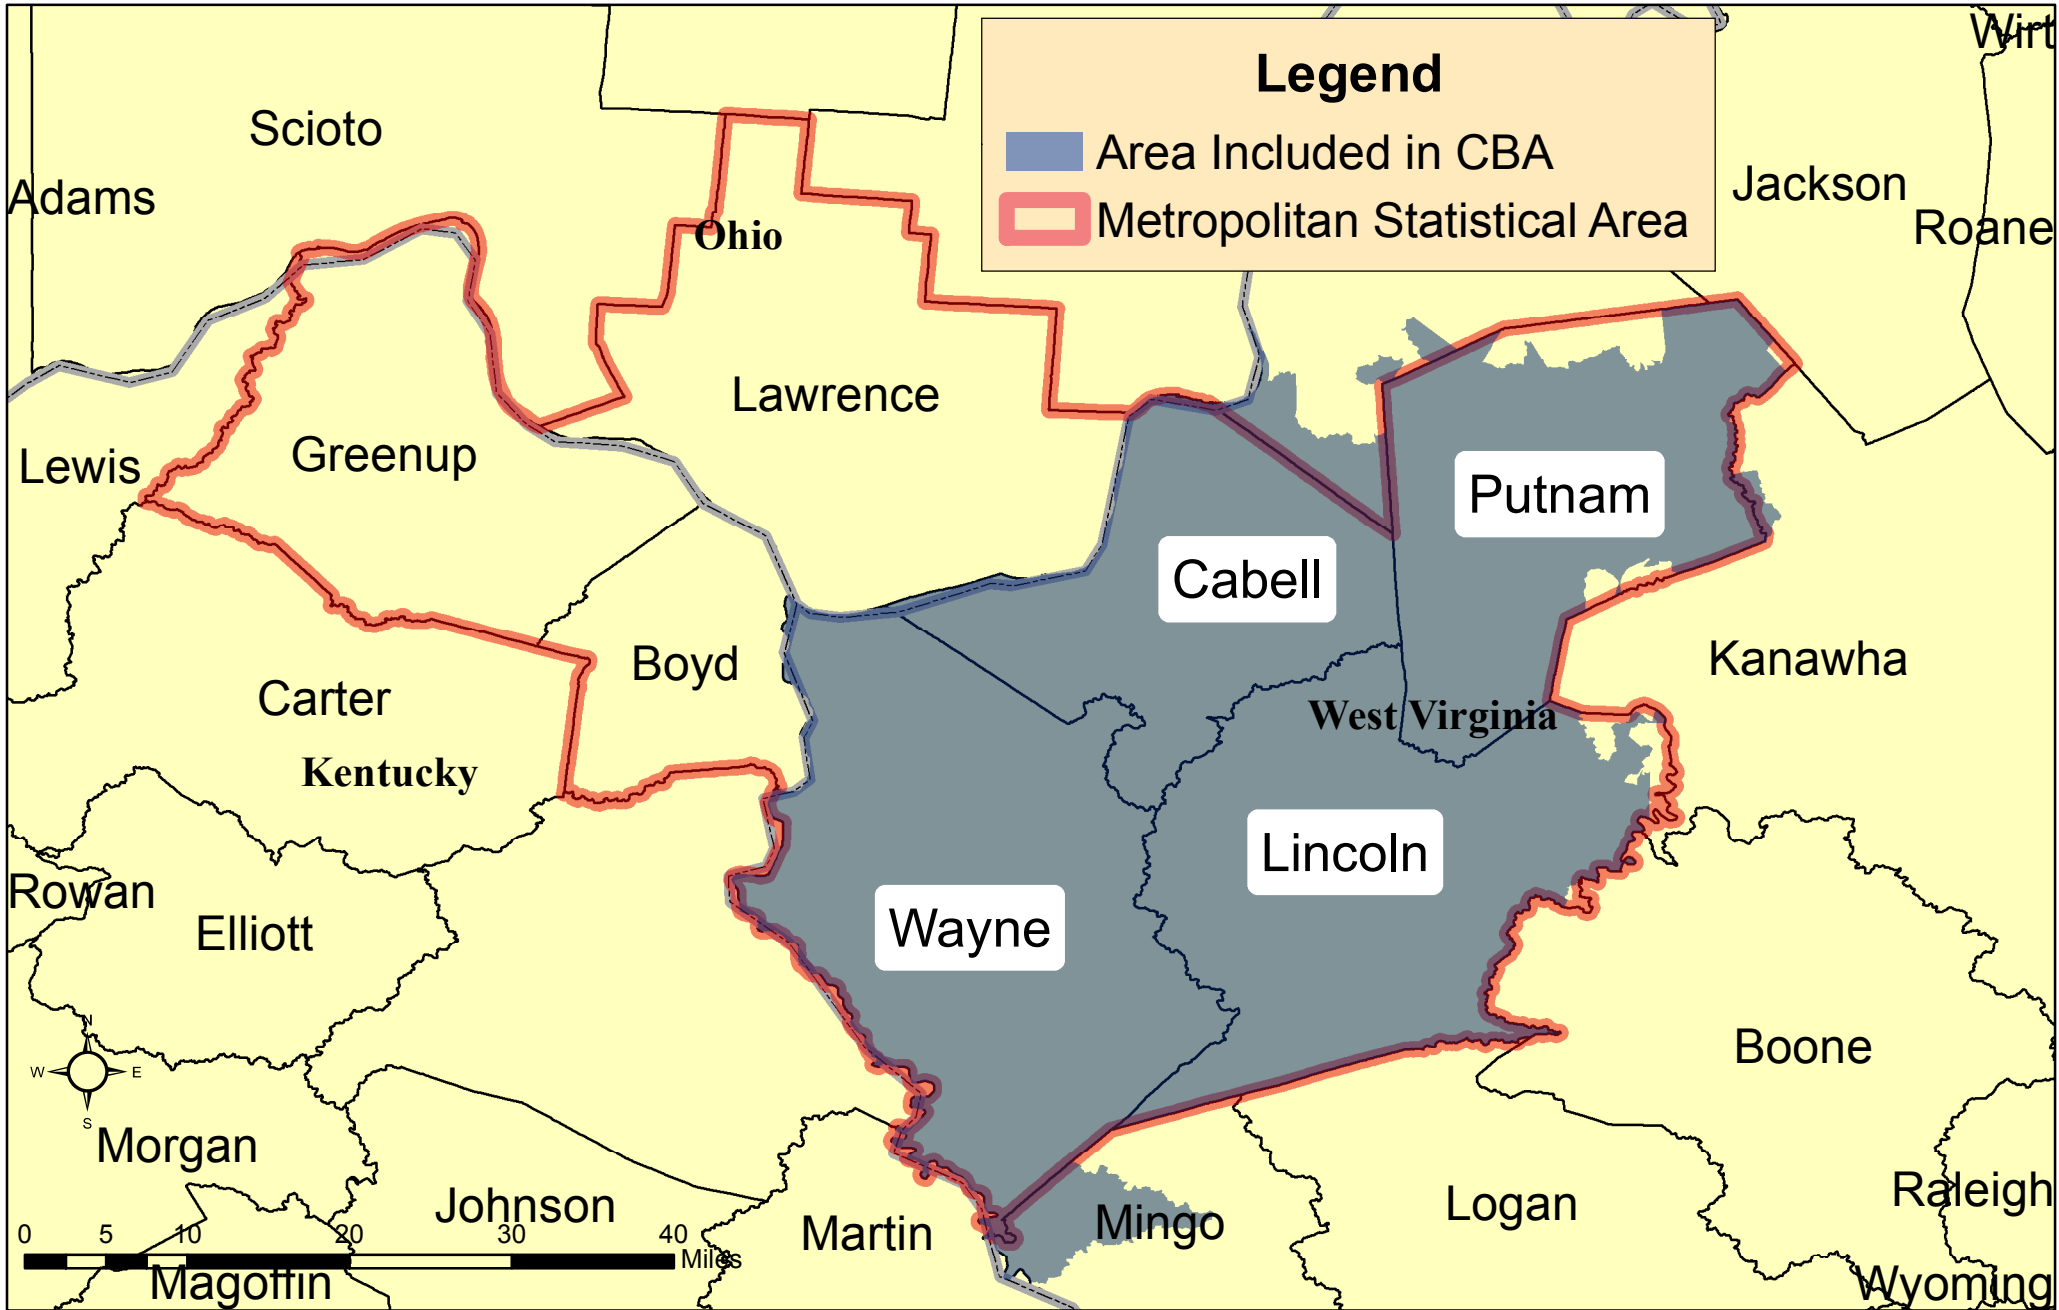 Wirt
Legend
Scioto
Area Included in CBA
Jackson
Adams
Metropolitan Statistical Area
Roane
Ohio
Lawrence
Greenup
Lewis
Putnam
Cabell
Boyd
Kanawha
Carter
West Virginia
Kentucky
Lincoln
Rowan
Elliott
Wayne
N
Boone
W E
S
Morgan
Raleigh
Johnson
Logan
Martin
Mingo
0 5 10 20 30 40
Miles
Magoffin
Wyoming